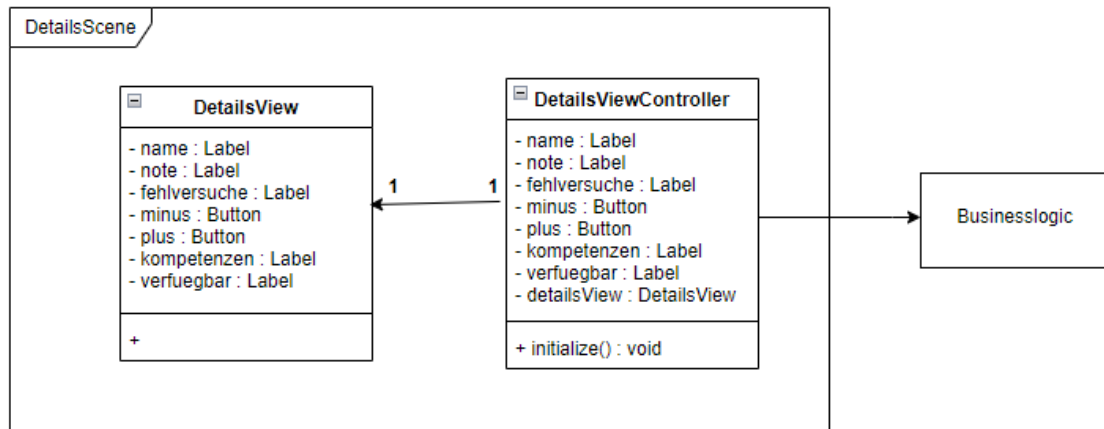 DetailsScene
DetailsView
- name : Label
- note : Label
- fehlversuche : Label
- minus : Button
- plus : Button
- kompetenzen : Label
- verfuegbar : Label
+
1
1
DetailsViewController
- name : Label
- note : Label
- fehlversuche : Label
- minus : Button
- plus : Button
- kompetenzen : Label
- verfuegbar : Label
- detailsView : DetailsView
+ initialize() : void
Businesslogic